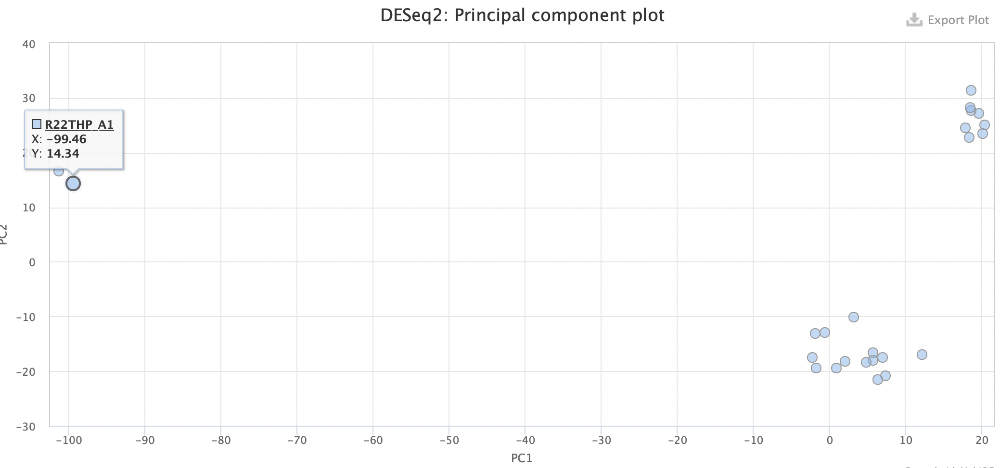 DESeq2: Principal component plot
Export Plot
40
30
R22THP_A1
X: -99.46
Y: 14.34
20
10
PC2
0
-10
-20
-30
-100 -90 -80 -70 -60 -50 -40 -30 -20 -10 0 10 20
PC1